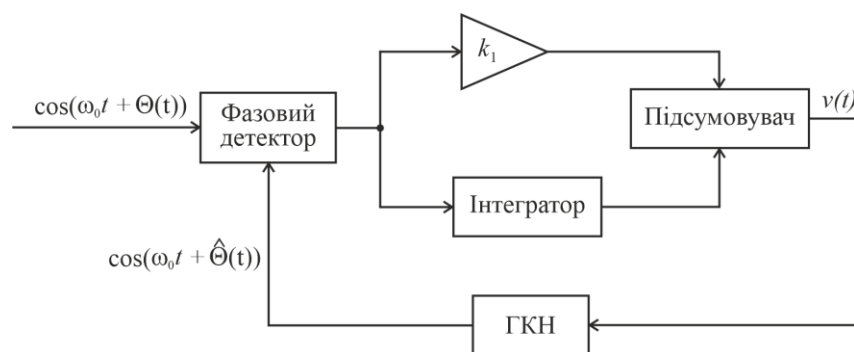 k₁
cos(ω₀t + Θ(t))
Фазовий
детектор
Підсумовувач
v(t)
Інтегратор
cos(ω₀t + Θ̂(t))
ГКН